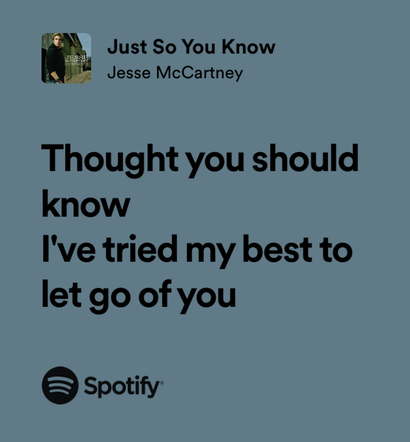 Just So You Know
Jesse McCartney
Thought you should
know
I've tried my best to
let go of you
Spotify®